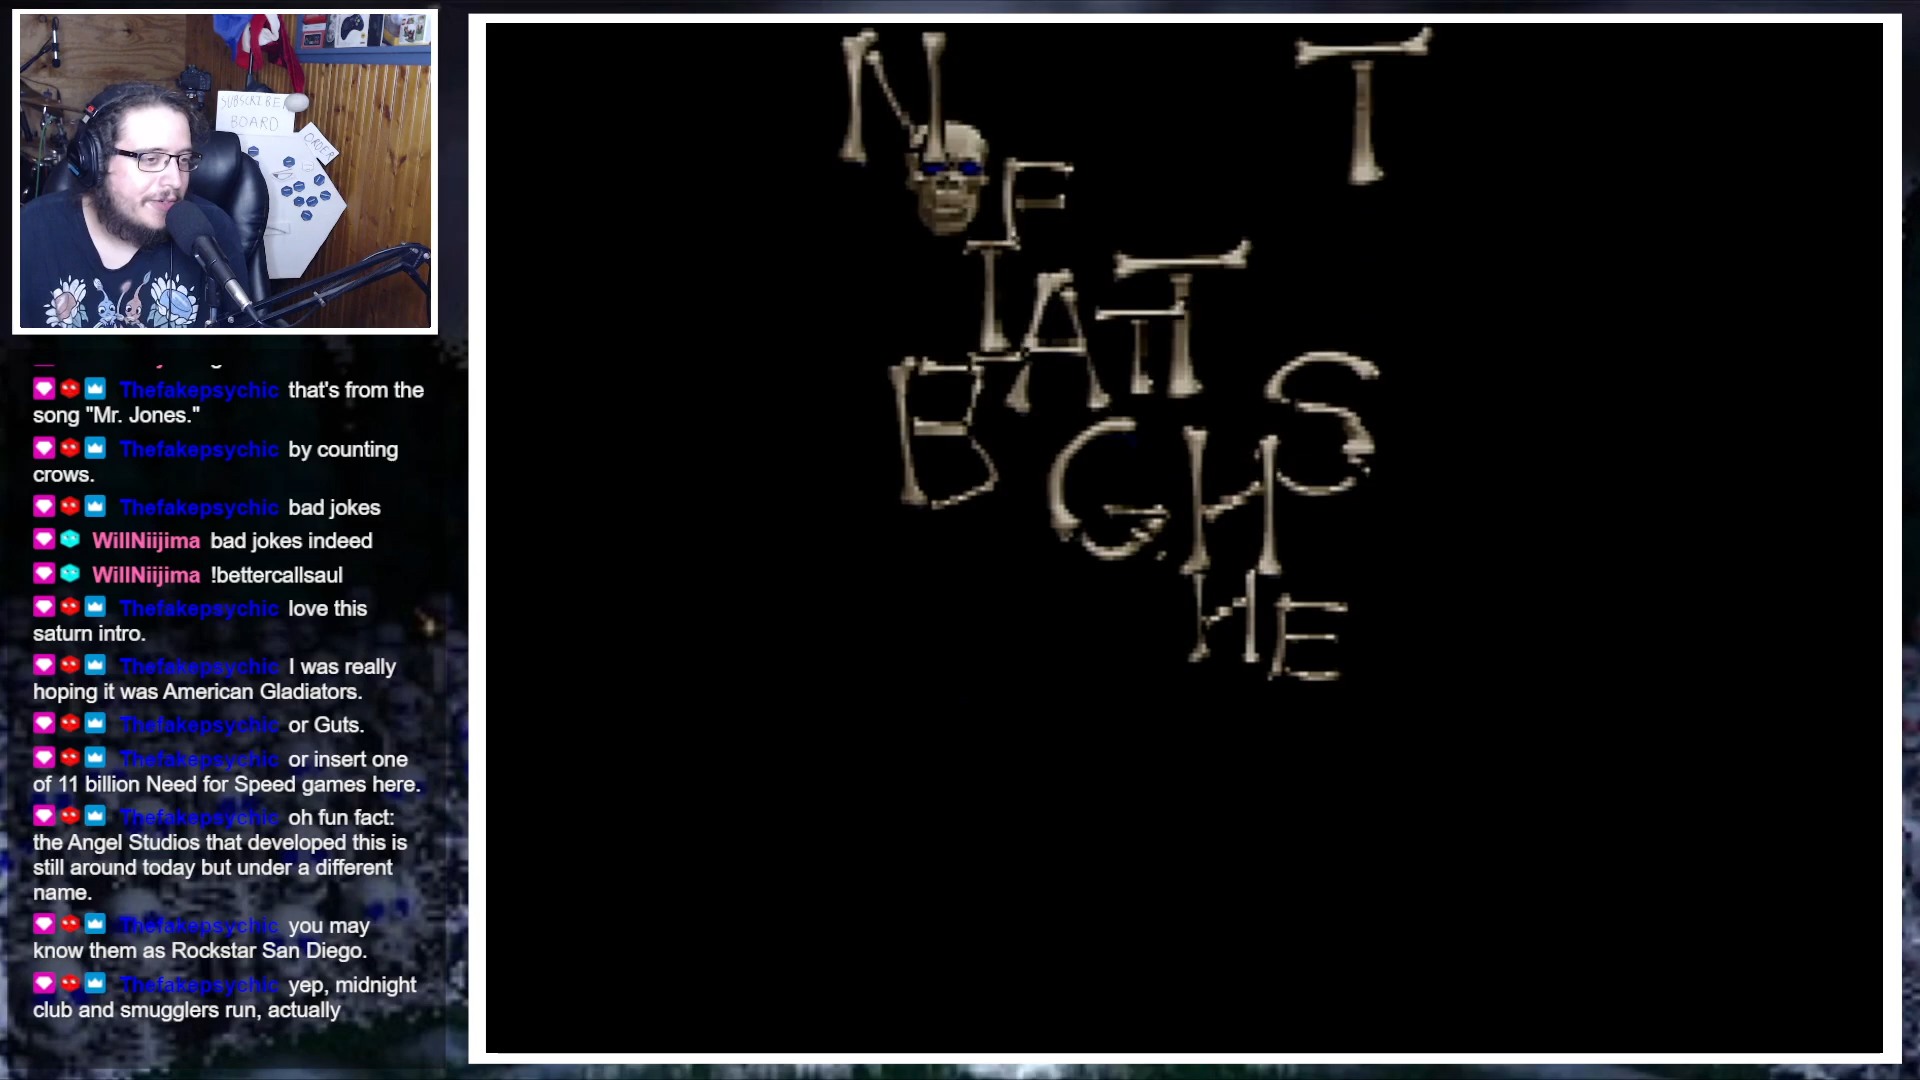 SUBSCRIBER
BOARD
ORDER
Thefakepsychic that's from the
song "Mr. Jones."
Thefakepsychic by counting
crows.
Thefakepsychic bad jokes
WillNiijima bad jokes indeed
WillNiijima !bettercallsaul
Thefakepsychic love this
saturn intro.
Thefakepsychic I was really
hoping it was American Gladiators.
Thefakepsychic or Guts.
Thefakepsychic or insert one
of 11 billion Need for Speed games here.
Thefakepsychic oh fun fact:
the Angel Studios that developed this is
still around today but under a different
name.
Thefakepsychic you may
know them as Rockstar San Diego.
Thefakepsychic yep, midnight
club and smugglers run, actually
N T
F
I A T T
B G H S
H E